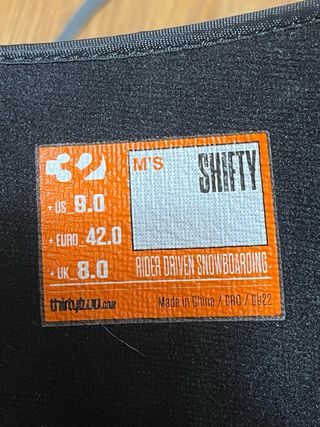 32
M'S
SHIFTY
+ US 9.0
+ EURO 42.0
+ UK 8.0
RIDER DRIVEN SNOWBOARDING
thirtytwo.com
Made in China / CRO / 0922